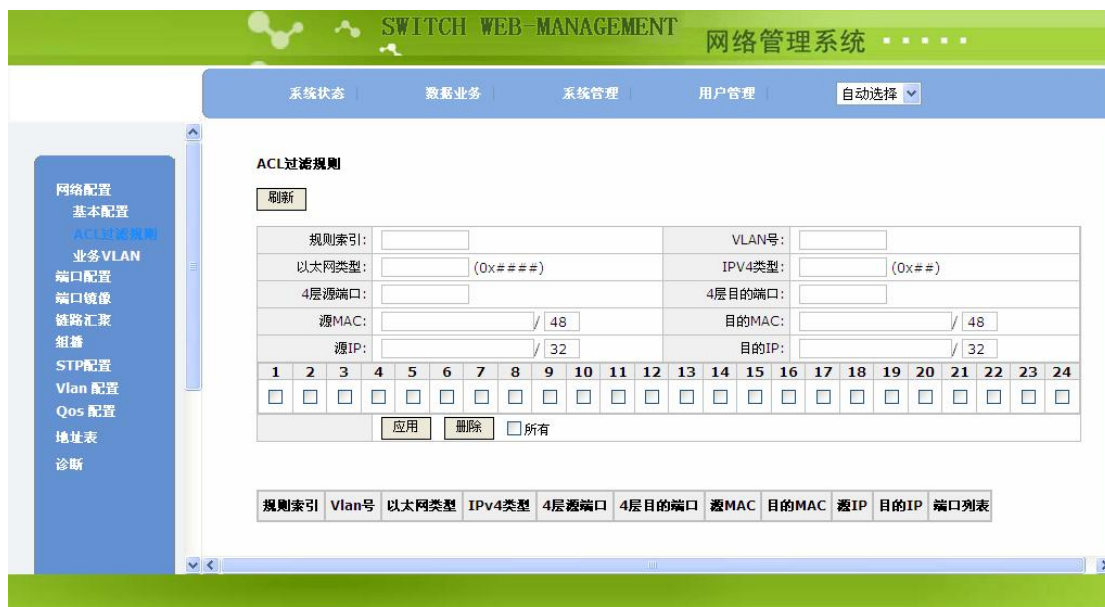 SWITCH WEB-MANAGEMENT
网络管理系统
系统状态 数据业务 系统管理 用户管理 自动选择
网络配置
基本配置
ACL过滤规则
业务VLAN
端口配置
端口镜像
链路汇聚
组播
STP配置
Vlan 配置
Qos 配置
地址表
诊断
ACL过滤规则
刷新
规则索引: VLAN号:
以太网类型: (0x####) IPV4类型: (0x##)
4层源端口: 4层目的端口:
源MAC: / 48 目的MAC: / 48
源IP: / 32 目的IP: / 32
1 2 3 4 5 6 7 8 9 10 11 12 13 14 15 16 17 18 19 20 21 22 23 24
应用 删除 所有
规则索引 Vlan号 以太网类型 IPv4类型 4层源端口 4层目的端口 源MAC 目的MAC 源IP 目的IP 端口列表